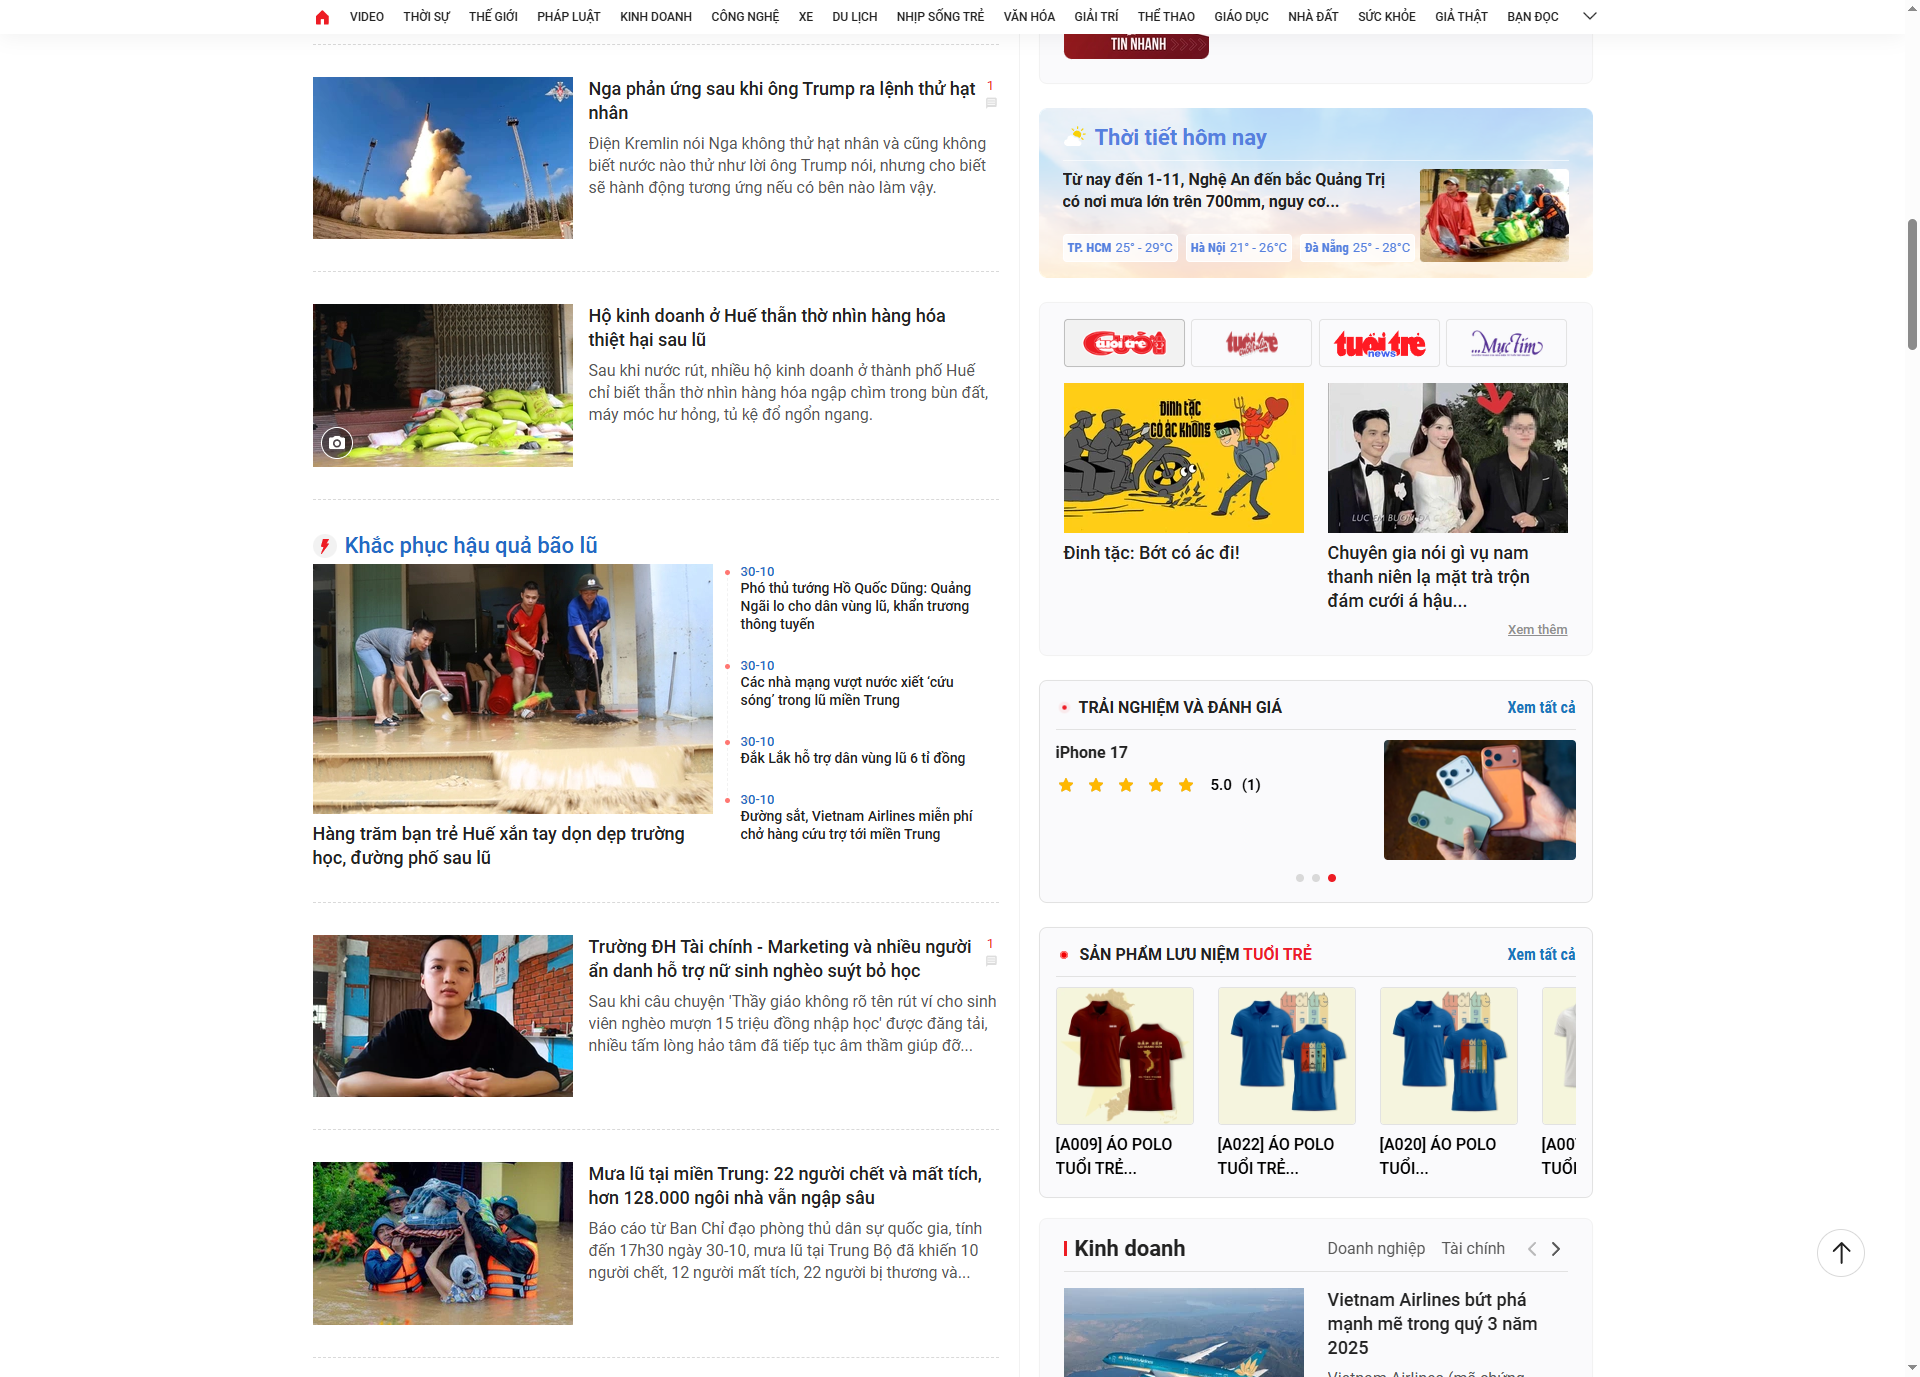 VIDEO THỜI SỰ THẾ GIỚI PHÁP LUẬT KINH DOANH CÔNG NGHỆ XE DU LỊCH NHỊP SỐNG TRẺ VĂN HÓA GIẢI TRÍ THỂ THAO GIÁO DỤC NHÀ ĐẤT SỨC KHỎE GIẢ THẬT BẠN ĐỌC
Nga phản ứng sau khi ông Trump ra lệnh thử hạt
nhân
1
Điện Kremlin nói Nga không thử hạt nhân và cũng không
biết nước nào thử như lời ông Trump nói, nhưng cho biết
sẽ hành động tương ứng nếu có bên nào làm vậy.
Hộ kinh doanh ở Huế thẫn thờ nhìn hàng hóa
thiệt hại sau lũ
Sau khi nước rút, nhiều hộ kinh doanh ở thành phố Huế
chỉ biết thẫn thờ nhìn hàng hóa ngập chìm trong bùn đất,
máy móc hư hỏng, tủ kệ đổ ngổn ngang.
Khắc phục hậu quả bão lũ
Hàng trăm bạn trẻ Huế xắn tay dọn dẹp trường
học, đường phố sau lũ
30-10
Phó thủ tướng Hồ Quốc Dũng: Quảng
Ngãi lo cho dân vùng lũ, khẩn trương
thông tuyến
30-10
Các nhà mạng vượt nước xiết ‘cứu
sóng’ trong lũ miền Trung
30-10
Đắk Lắk hỗ trợ dân vùng lũ 6 tỉ đồng
30-10
Đường sắt, Vietnam Airlines miễn phí
chở hàng cứu trợ tới miền Trung
Trường ĐH Tài chính - Marketing và nhiều người
ẩn danh hỗ trợ nữ sinh nghèo suýt bỏ học
1
Sau khi câu chuyện 'Thầy giáo không rõ tên rút ví cho sinh
viên nghèo mượn 15 triệu đồng nhập học' được đăng tải,
nhiều tấm lòng hảo tâm đã tiếp tục âm thầm giúp đỡ...
Mưa lũ tại miền Trung: 22 người chết và mất tích,
hơn 128.000 ngôi nhà vẫn ngập sâu
Báo cáo từ Ban Chỉ đạo phòng thủ dân sự quốc gia, tính
đến 17h30 ngày 30-10, mưa lũ tại Trung Bộ đã khiến 10
người chết, 12 người mất tích, 22 người bị thương và...
TIN NHANH
Thời tiết hôm nay
Từ nay đến 1-11, Nghệ An đến bắc Quảng Trị
có nơi mưa lớn trên 700mm, nguy cơ...
TP. HCM 25° - 29°C Hà Nội 21° - 26°C Đà Nẵng 25° - 28°C
tuổi trẻ CƯỜI
tuổi trẻ cuối tuần
tuổi trẻ news
...Mực Tím
Đinh tặc
có ác không
Đinh tặc: Bớt có ác đi!
Chuyên gia nói gì vụ nam
thanh niên lạ mặt trà trộn
đám cưới á hậu...
Xem thêm
TRẢI NGHIỆM VÀ ĐÁNH GIÁ
Xem tất cả
iPhone 17
5.0 (1)
SẢN PHẨM LƯU NIỆM TUỔI TRẺ
Xem tất cả
[A009] ÁO POLO
TUỔI TRẺ...
[A022] ÁO POLO
TUỔI TRẺ...
[A020] ÁO POLO
TUỔI...
[A00
TUỔI
Kinh doanh
Doanh nghiệp Tài chính
Vietnam Airlines bứt phá
mạnh mẽ trong quý 3 năm
2025
Vietnam Airlines (mã chứng